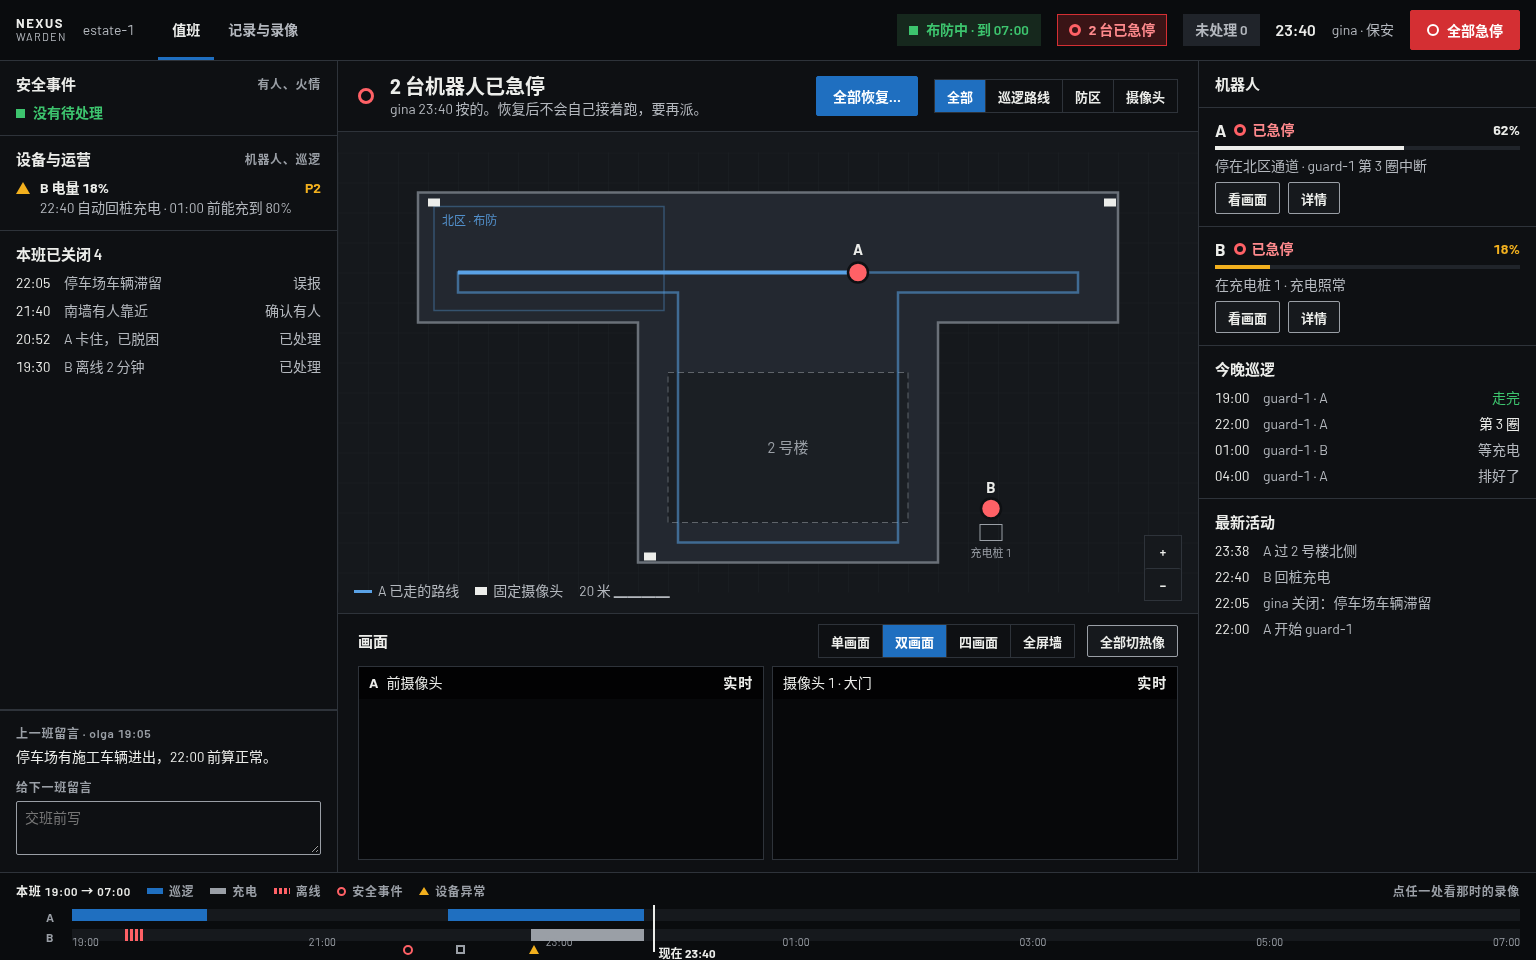 NEXUS
WARDEN
estate-1
值班
记录与录像
布防中 · 到 07:00
2 台已急停
未处理 0
23:40
gina · 保安
全部急停
安全事件
有人、火情
没有待处理
设备与运营
机器人、巡逻
B 电量 18%
P2
22:40 自动回桩充电 · 01:00 前能充到 80%
本班已关闭 4
22:05 停车场车辆滞留 误报
21:40 南墙有人靠近 确认有人
20:52 A 卡住，已脱困 已处理
19:30 B 离线 2 分钟 已处理
上一班留言 · olga 19:05
停车场有施工车辆进出，22:00 前算正常。
给下一班留言
交班前写
2 台机器人已急停
gina 23:40 按的。恢复后不会自己接着跑，要再派。
全部恢复...
全部
巡逻路线
防区
摄像头
北区 · 布防
A
2 号楼
B
充电桩 1
+
−
A 已走的路线
固定摄像头
20 米
画面
单画面
双画面
四画面
全屏墙
全部切热像
A 前摄像头
实时
摄像头 1 · 大门
实时
机器人
A 已急停 62%
停在北区通道 · guard-1 第 3 圈中断
看画面
详情
B 已急停 18%
在充电桩 1 · 充电照常
看画面
详情
今晚巡逻
19:00 guard-1 · A 走完
22:00 guard-1 · A 第 3 圈
01:00 guard-1 · B 等充电
04:00 guard-1 · A 排好了
最新活动
23:38 A 过 2 号楼北侧
22:40 B 回桩充电
22:05 gina 关闭：停车场车辆滞留
22:00 A 开始 guard-1
本班 19:00 → 07:00
巡逻
充电
离线
安全事件
设备异常
点任一处看那时的录像
A
B
19:00
21:00
23:00
01:00
03:00
05:00
07:00
现在 23:40